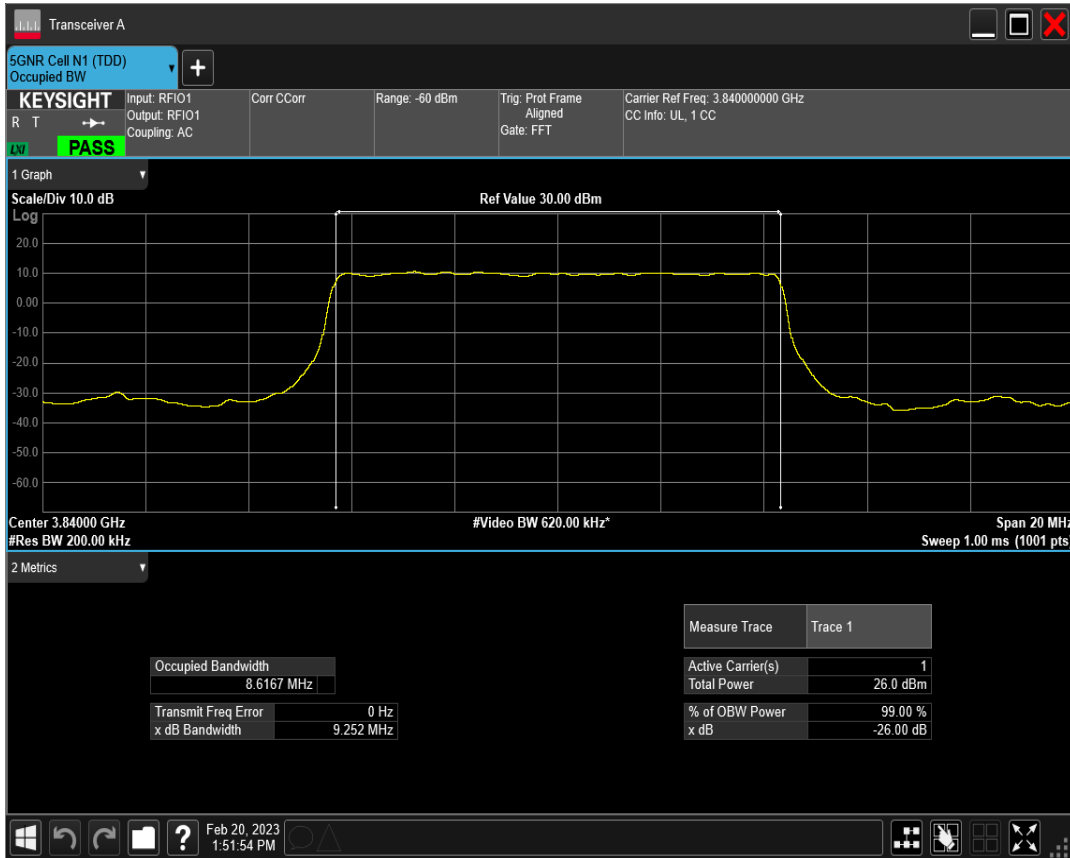 Transceiver A
5GNR Cell N1 (TDD)
Occupied BW
+
KEYSIGHT
R T
LXI
PASS
Input: RFIO1
Output: RFIO1
Coupling: AC
Corr CCorr
Range: -60 dBm
Trig: Prot Frame
Aligned
Gate: FFT
Carrier Ref Freq: 3.840000000 GHz
CC Info: UL, 1 CC
1 Graph
Scale/Div 10.0 dB
Ref Value 30.00 dBm
Log
20.0
10.0
0.00
-10.0
-20.0
-30.0
-40.0
-50.0
-60.0
Center 3.84000 GHz
#Video BW 620.00 kHz*
Span 20 MHz
#Res BW 200.00 kHz
Sweep 1.00 ms (1001 pts)
2 Metrics
Measure Trace Trace 1
Occupied Bandwidth
8.6167 MHz
Active Carrier(s) 1
Total Power 26.0 dBm
Transmit Freq Error 0 Hz
x dB Bandwidth 9.252 MHz
% of OBW Power 99.00 %
x dB -26.00 dB
?
Feb 20, 2023
1:51:54 PM